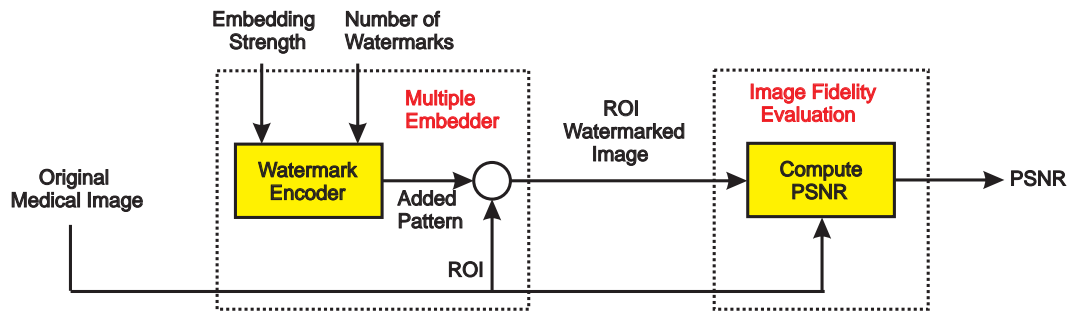 Embedding
Strength
Number of
Watermarks
Multiple
Embedder
Image Fidelity
Evaluation
ROI
Watermarked
Image
Watermark
Encoder
Compute
PSNR
Original
Medical Image
Added
Pattern
PSNR
ROI